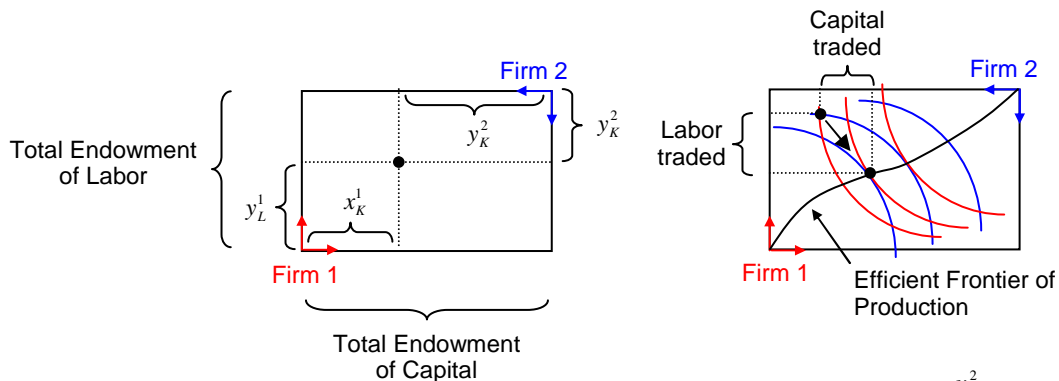 Capital
traded
Firm 2
Firm 2
y_K^2
y_K^2
Total Endowment
of Labor
Labor
traded
y_L^1
x_K^1
Firm 1
Firm 1
Efficient Frontier of
Production
Total Endowment
of Capital